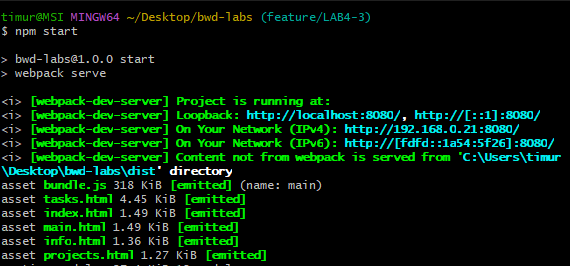 timur@MSI MINGW64 ~/Desktop/bwd-labs (feature/LAB4-3)
$ npm start
> bwd-labs@1.0.0 start
> webpack serve
<i> [webpack-dev-server] Project is running at:
<i> [webpack-dev-server] Loopback: http://localhost:8080/, http://[::1]:8080/
<i> [webpack-dev-server] On Your Network (IPv4): http://192.168.0.21:8080/
<i> [webpack-dev-server] On Your Network (IPv6): http://[fdfd::1a54:5f26]:8080/
<i> [webpack-dev-server] Content not from webpack is served from 'C:\Users\timur
\Desktop\bwd-labs\dist' directory
asset bundle.js 318 KiB [emitted] (name: main)
asset tasks.html 4.45 KiB [emitted]
asset index.html 1.49 KiB [emitted]
asset main.html 1.49 KiB [emitted]
asset info.html 1.36 KiB [emitted]
asset projects.html 1.27 KiB [emitted]